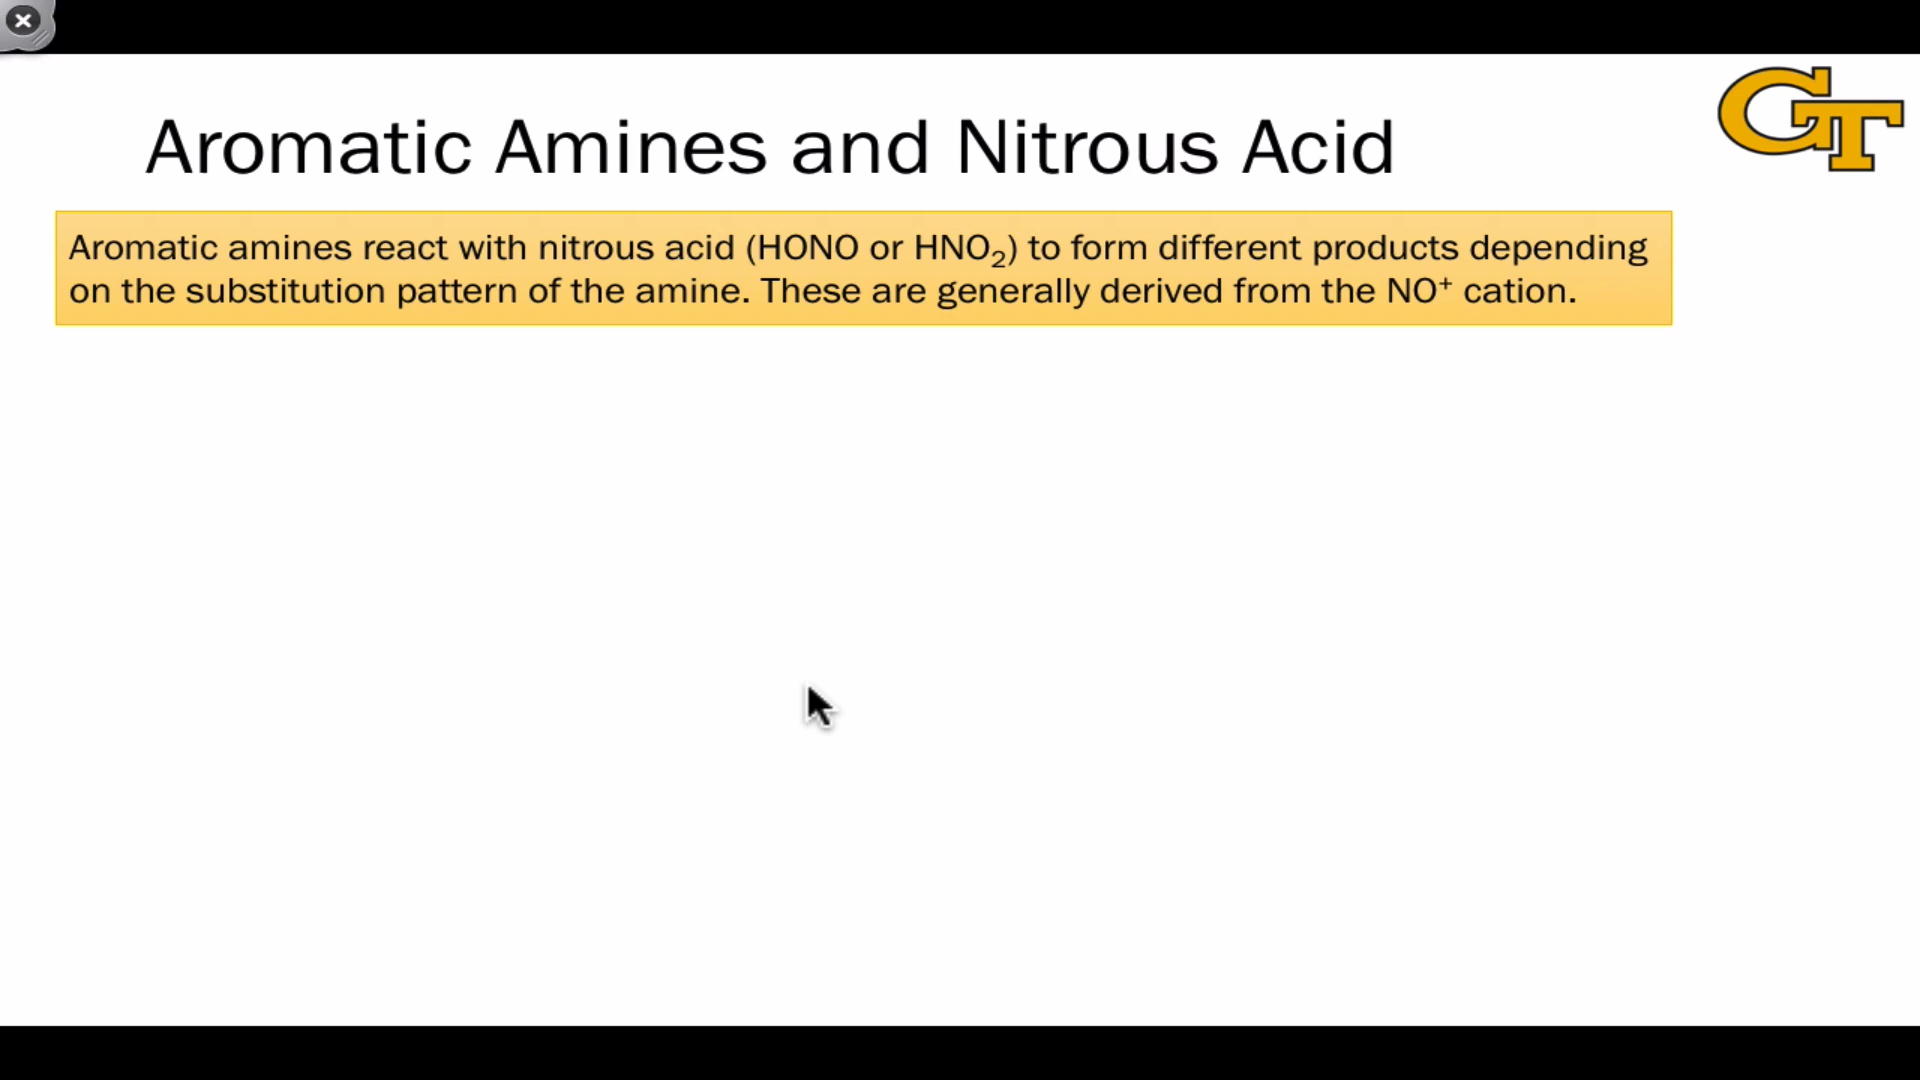 GT
Aromatic Amines and Nitrous Acid
Aromatic amines react with nitrous acid (HONO or HNO₂) to form different products depending
on the substitution pattern of the amine. These are generally derived from the NO⁺ cation.